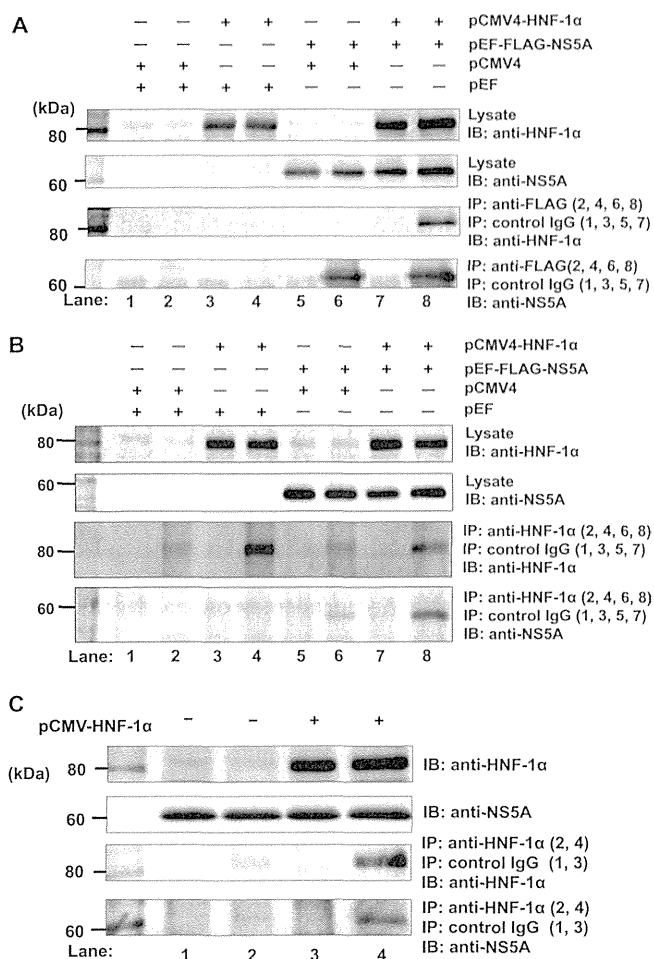 A
— — + + — — + + pCMV4-HNF-1α
— — — — + + + + pEF-FLAG-NS5A
+ + — — + + — — pCMV4
+ + + + — — — — pEF
(kDa)
80 Lysate
IB: anti-HNF-1α
60 Lysate
IB: anti-NS5A
80 IP: anti-FLAG (2, 4, 6, 8)
IP: control IgG (1, 3, 5, 7)
IB: anti-HNF-1α
60 IP: anti-FLAG(2, 4, 6, 8)
IP: control IgG (1, 3, 5, 7)
IB: anti-NS5A
Lane: 1 2 3 4 5 6 7 8
B
— — + + — — + + pCMV4-HNF-1α
— — — — + + + + pEF-FLAG-NS5A
+ + — — + + — — pCMV4
+ + + + — — — — pEF
(kDa)
80 Lysate
IB: anti-HNF-1α
60 Lysate
IB: anti-NS5A
80 IP: anti-HNF-1α (2, 4, 6, 8)
IP: control IgG (1, 3, 5, 7)
IB: anti-HNF-1α
60 IP: anti-HNF-1α (2, 4, 6, 8)
IP: control IgG (1, 3, 5, 7)
IB: anti-NS5A
Lane: 1 2 3 4 5 6 7 8
C
pCMV-HNF-1α − − + +
(kDa)
80 IB: anti-HNF-1α
60 IB: anti-NS5A
80 IP: anti-HNF-1α (2, 4)
IP: control IgG (1, 3)
IB: anti-HNF-1α
60 IP: anti-HNF-1α (2, 4)
IP: control IgG (1, 3)
IB: anti-NS5A
Lane: 1 2 3 4